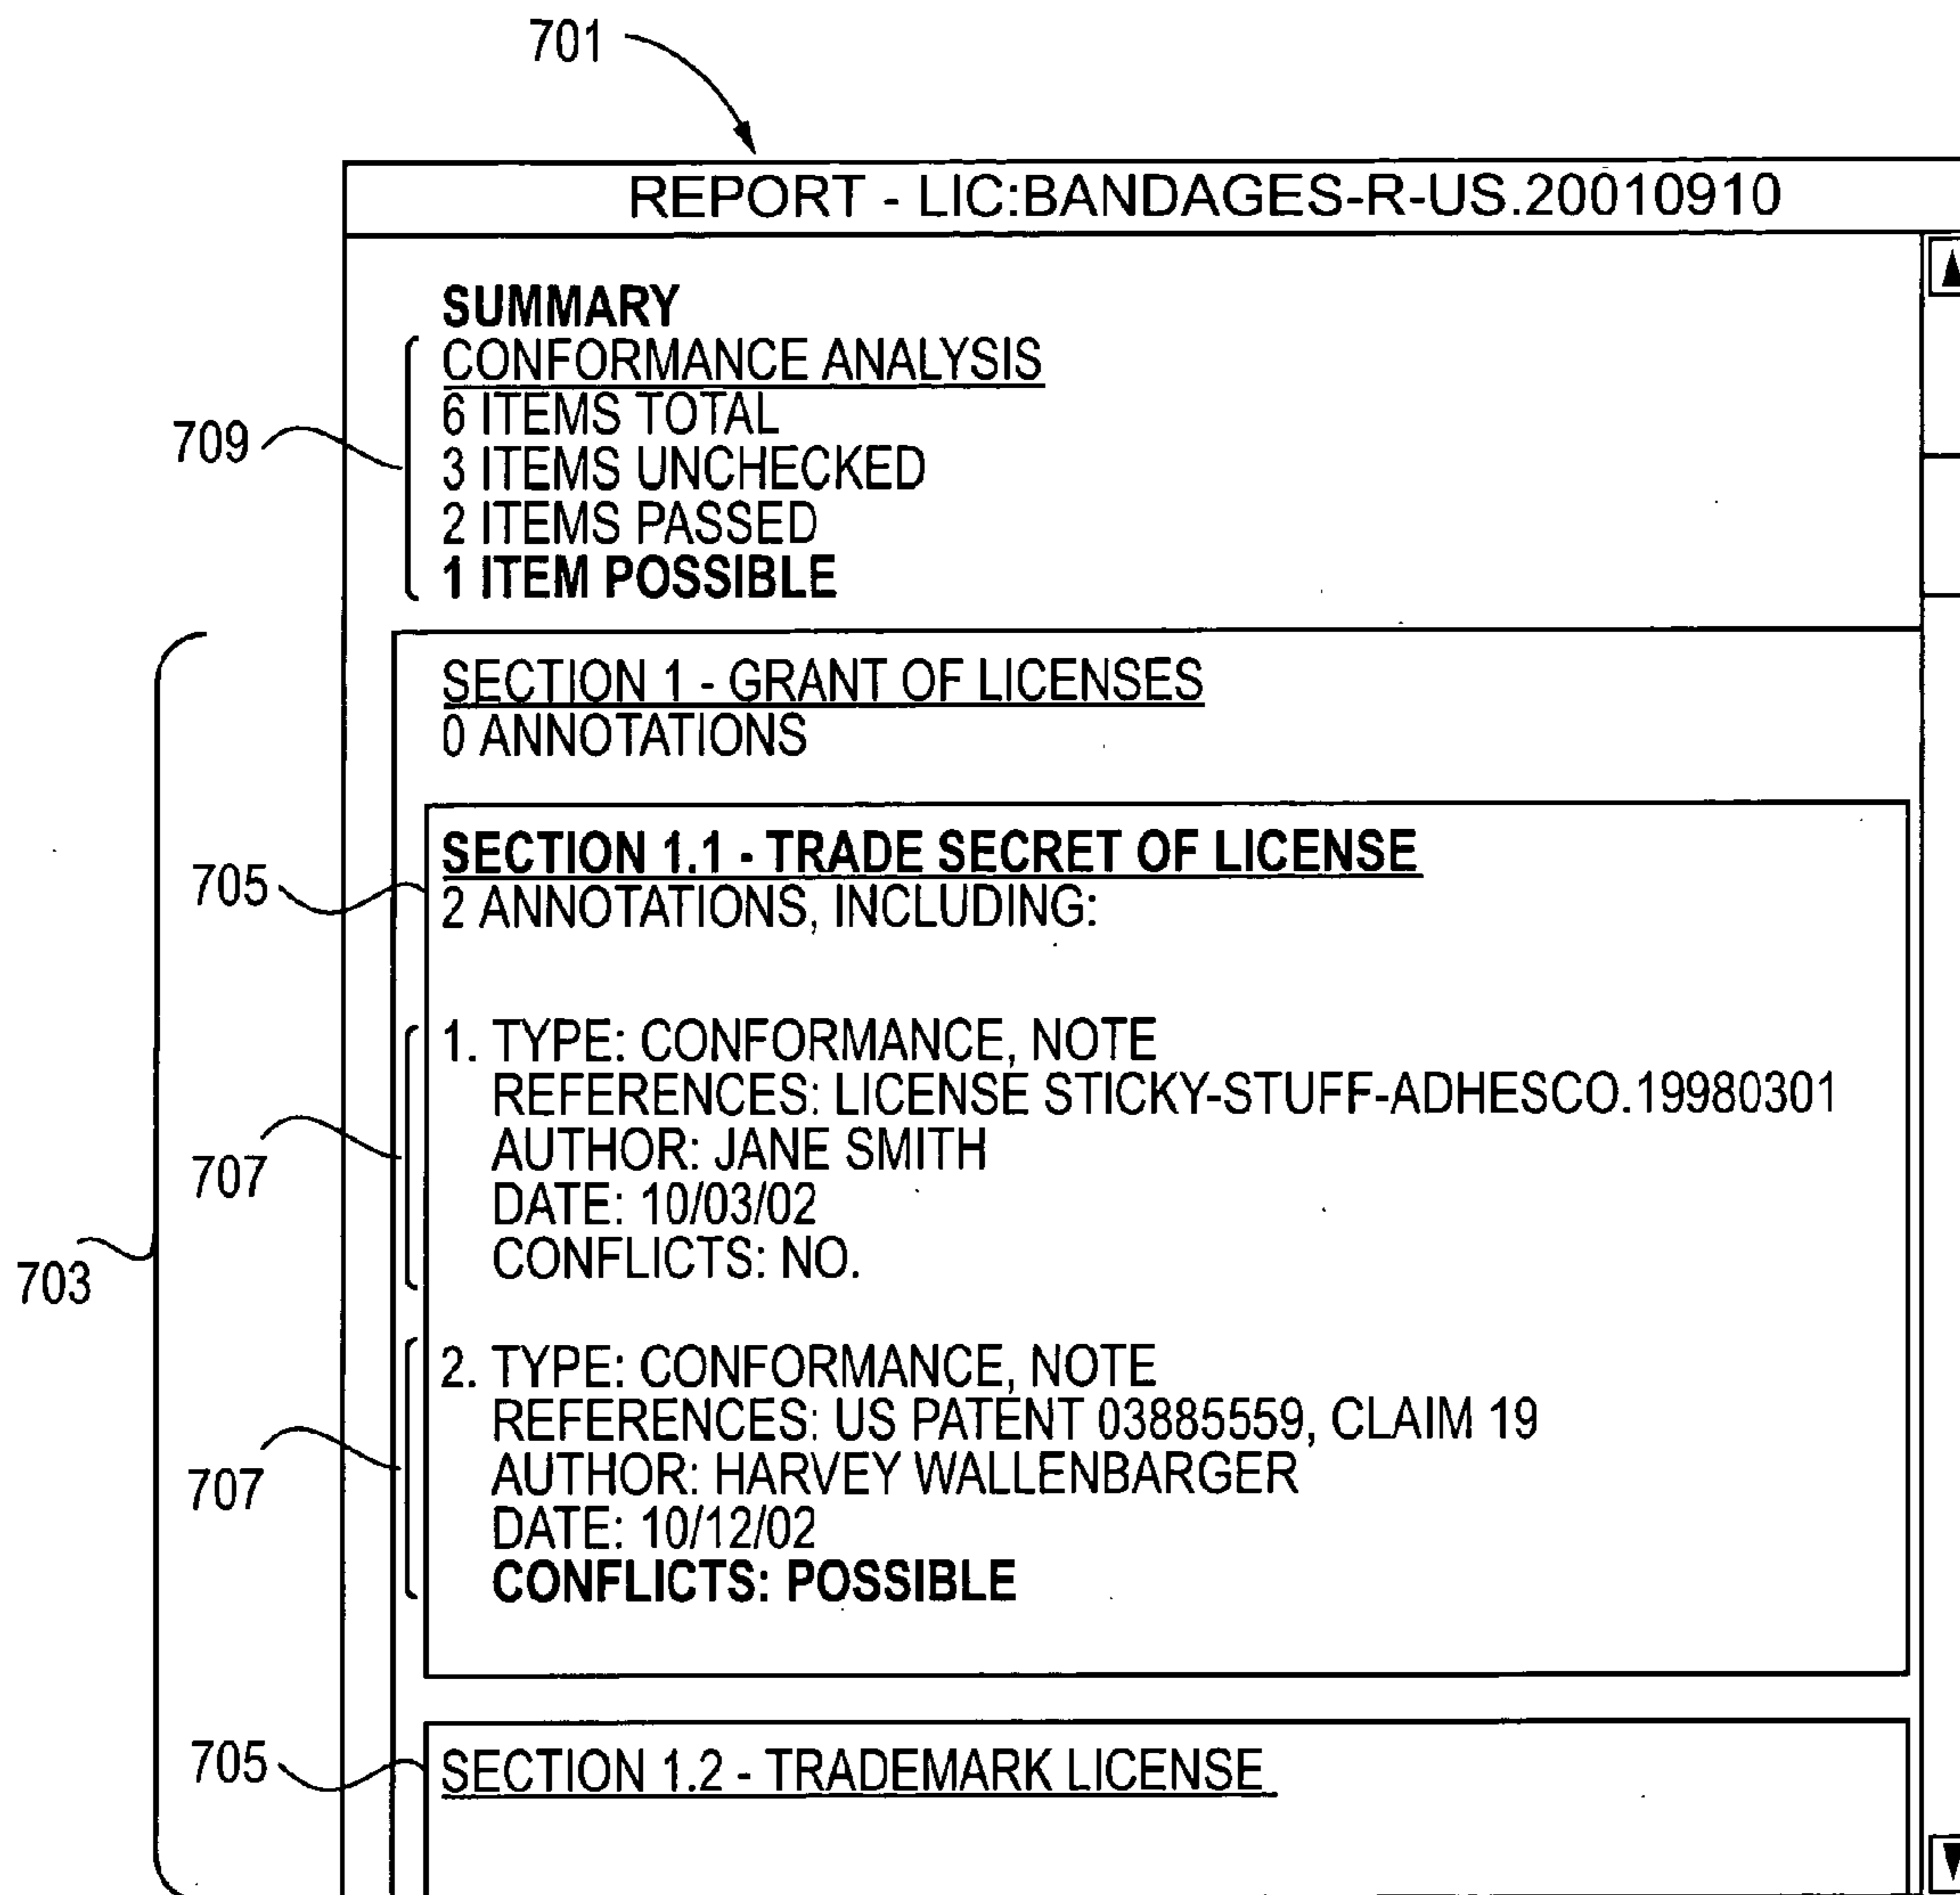 701
REPORT - LIC:BANDAGES-R-US.20010910
SUMMARY
CONFORMANCE ANALYSIS
6 ITEMS TOTAL
709
3 ITEMS UNCHECKED
2 ITEMS PASSED
1 ITEM POSSIBLE
SECTION 1 - GRANT OF LICENSES
0 ANNOTATIONS
SECTION 1.1 - TRADE SECRET OF LICENSE
705
2 ANNOTATIONS, INCLUDING:
1. TYPE: CONFORMANCE, NOTE
REFERENCES: LICENSE STICKY-STUFF-ADHESCO.19980301
AUTHOR: JANE SMITH
707
DATE: 10/03/02
CONFLICTS: NO.
703
2. TYPE: CONFORMANCE, NOTE
REFERENCES: US PATENT 03885559, CLAIM 19
AUTHOR: HARVEY WALLENBARGER
707
DATE: 10/12/02
CONFLICTS: POSSIBLE
705
SECTION 1.2 - TRADEMARK LICENSE